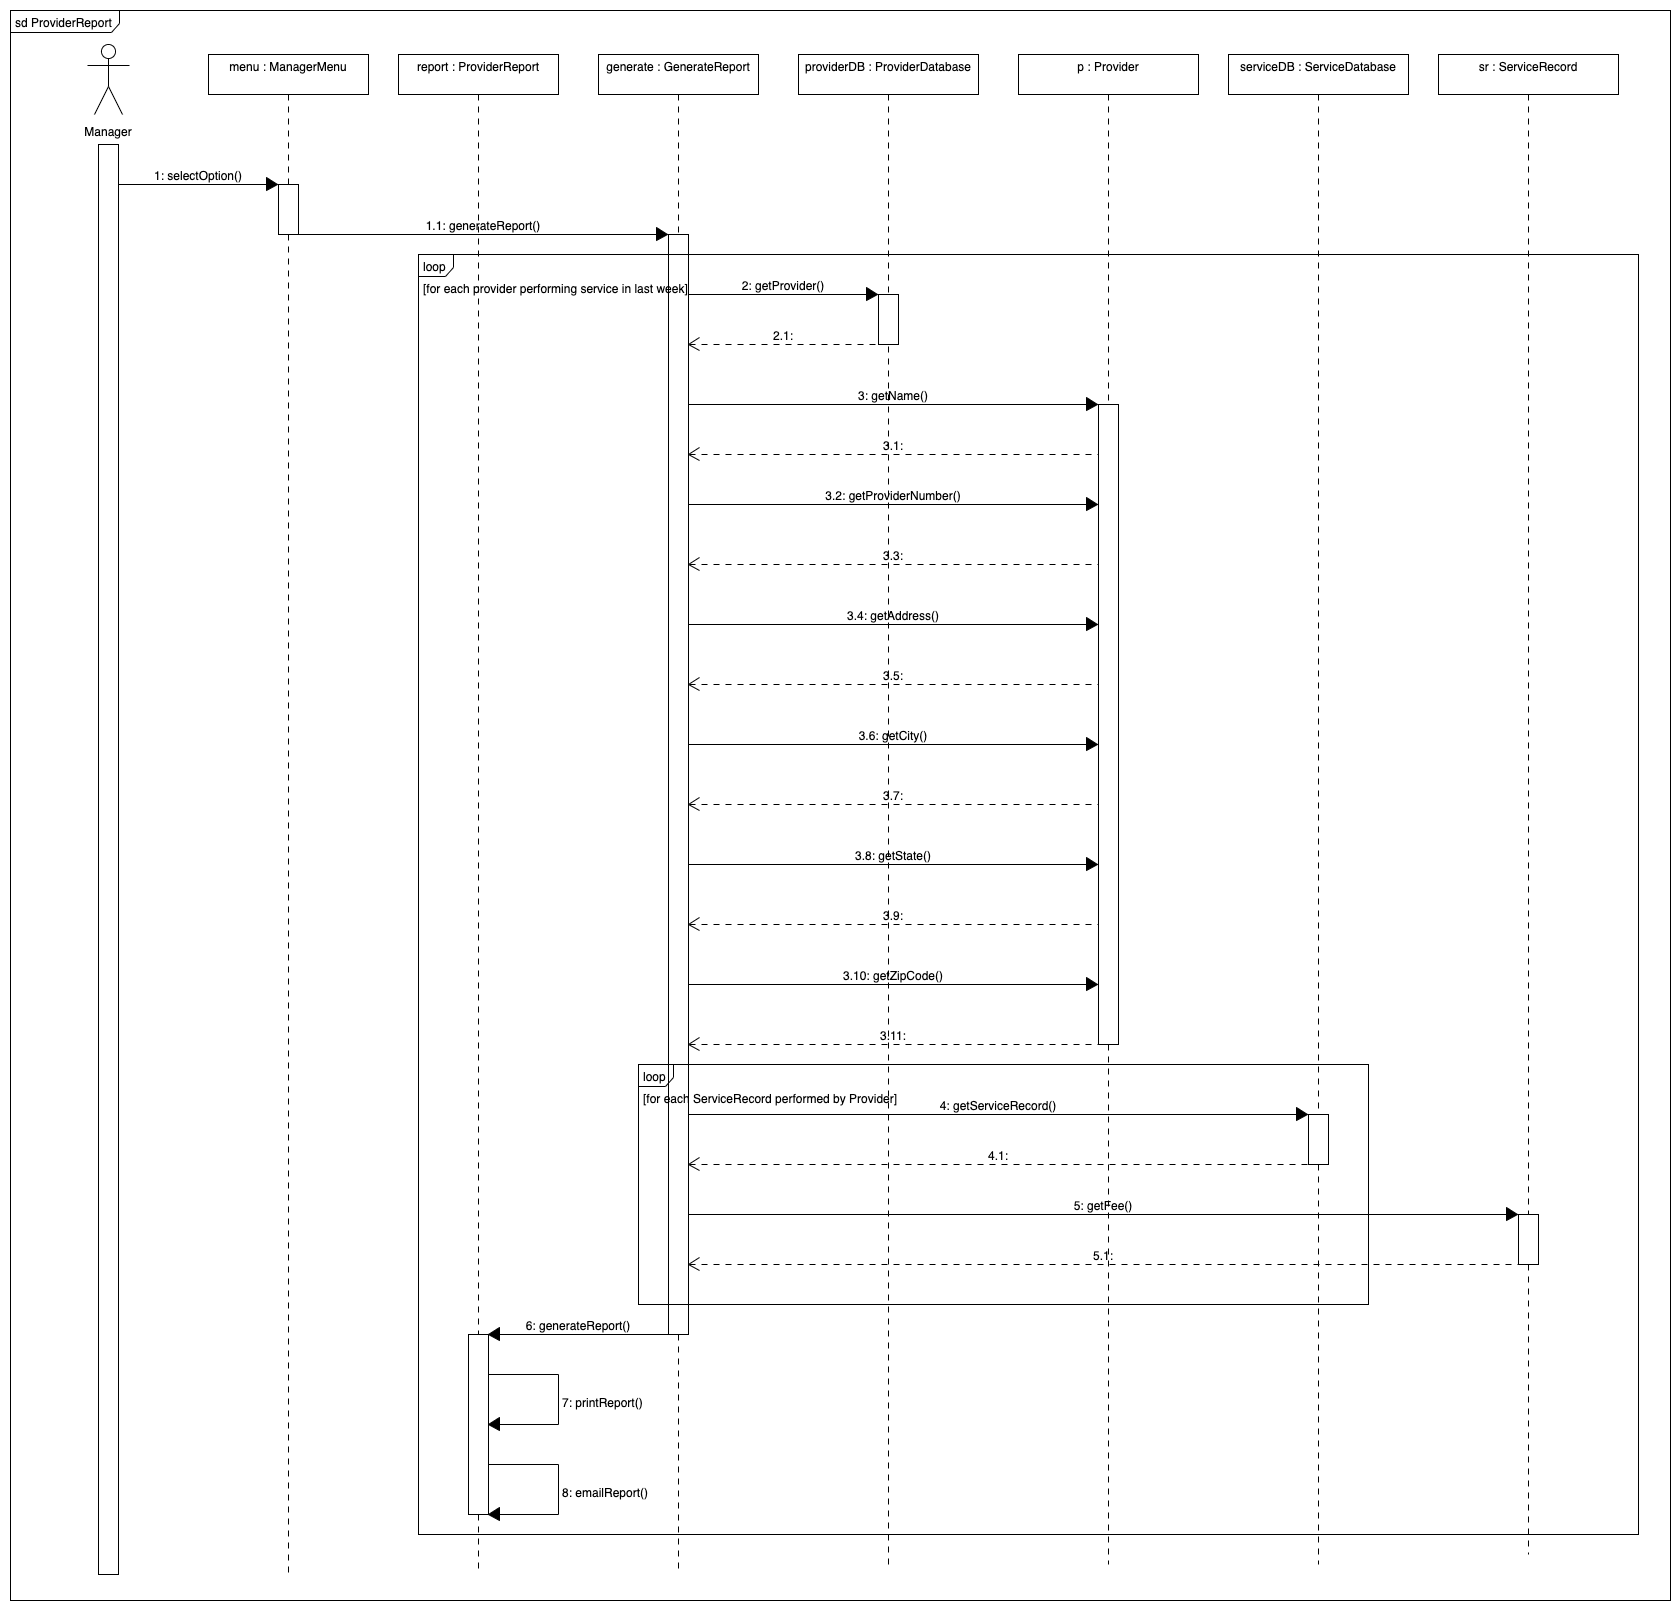 sd ProviderReport
menu : ManagerMenu
report : ProviderReport
generate : GenerateReport
providerDB : ProviderDatabase
p : Provider
serviceDB : ServiceDatabase
sr : ServiceRecord
Manager
1: selectOption()
1.1: generateReport()
loop
[for each provider performing service in last week]
2: getProvider()
2.1:
3: getName()
3.1:
3.2: getProviderNumber()
3.3:
3.4: getAddress()
3.5:
3.6: getCity()
3.7:
3.8: getState()
3.9:
3.10: getZipCode()
3.11:
loop
[for each ServiceRecord performed by Provider]
4: getServiceRecord()
4.1:
5: getFee()
5.1:
6: generateReport()
7: printReport()
8: emailReport()